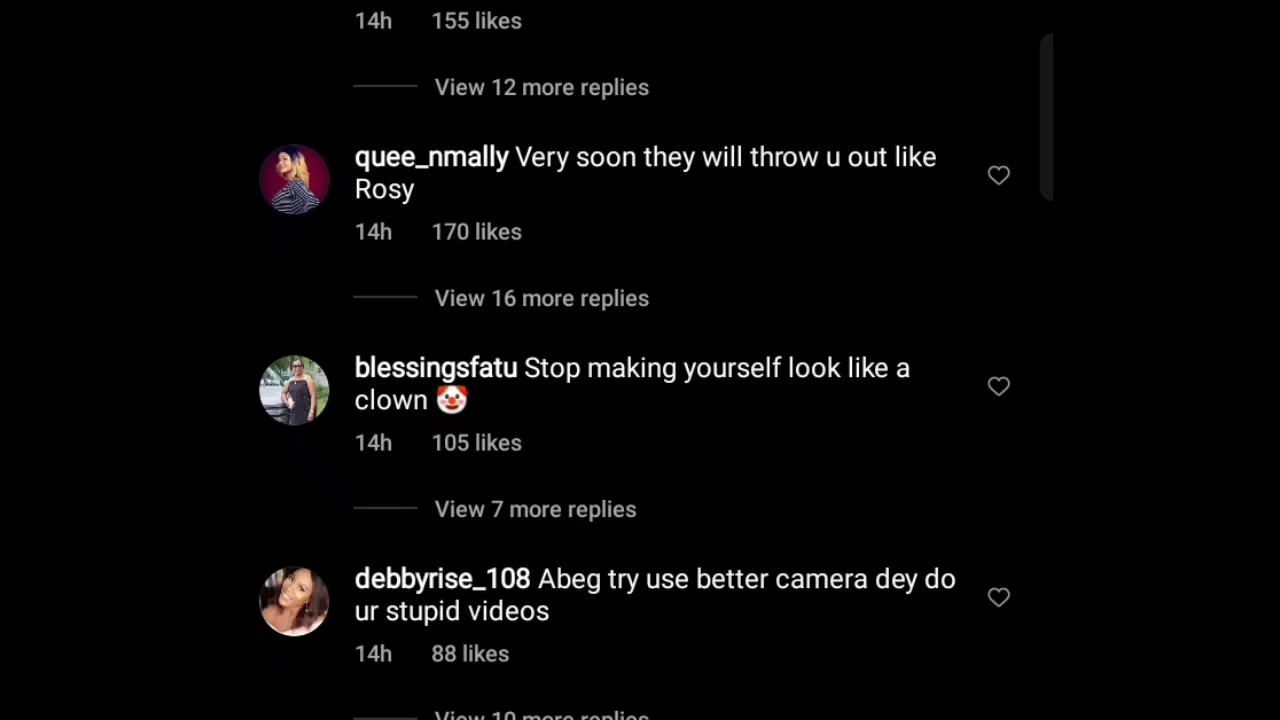 14h 155 likes
View 12 more replies
quee_nmally Very soon they will throw u out like
Rosy
14h 170 likes
View 16 more replies
blessingsfatu Stop making yourself look like a
clown 🤡
14h 105 likes
View 7 more replies
debbyrise_108 Abeg try use better camera dey do
ur stupid videos
14h 88 likes
View 10 more replies